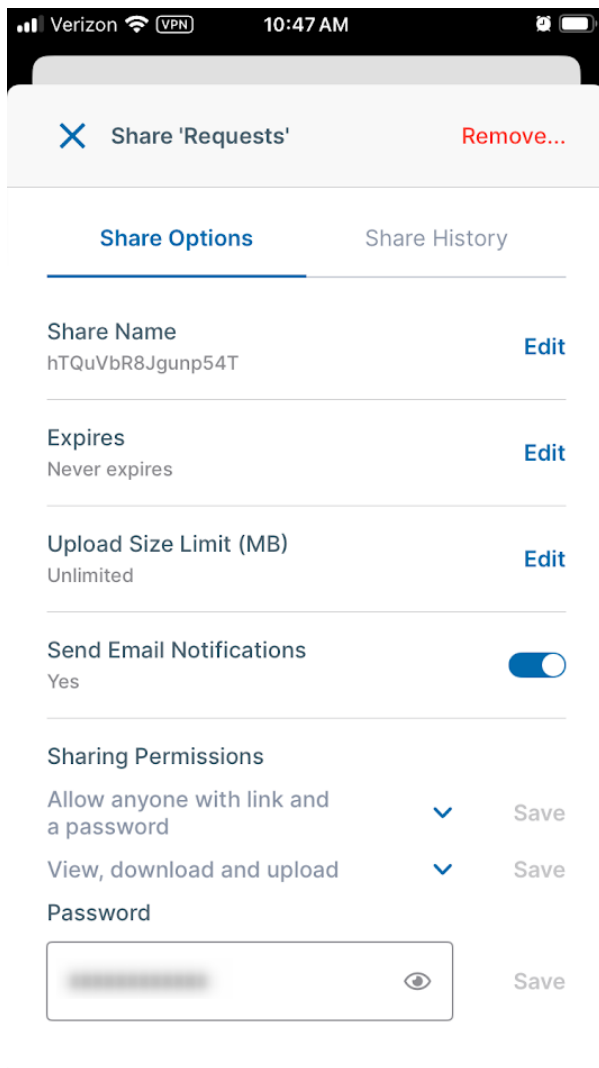 Verizon VPN 10:47 AM
Share 'Requests' Remove...
Share Options Share History
Share Name
Edit
hTQuVbR8Jgunp54T
Expires
Edit
Never expires
Upload Size Limit (MB)
Edit
Unlimited
Send Email Notifications
Yes
Sharing Permissions
Allow anyone with link and
a password
Save
View, download and upload Save
Password
Save